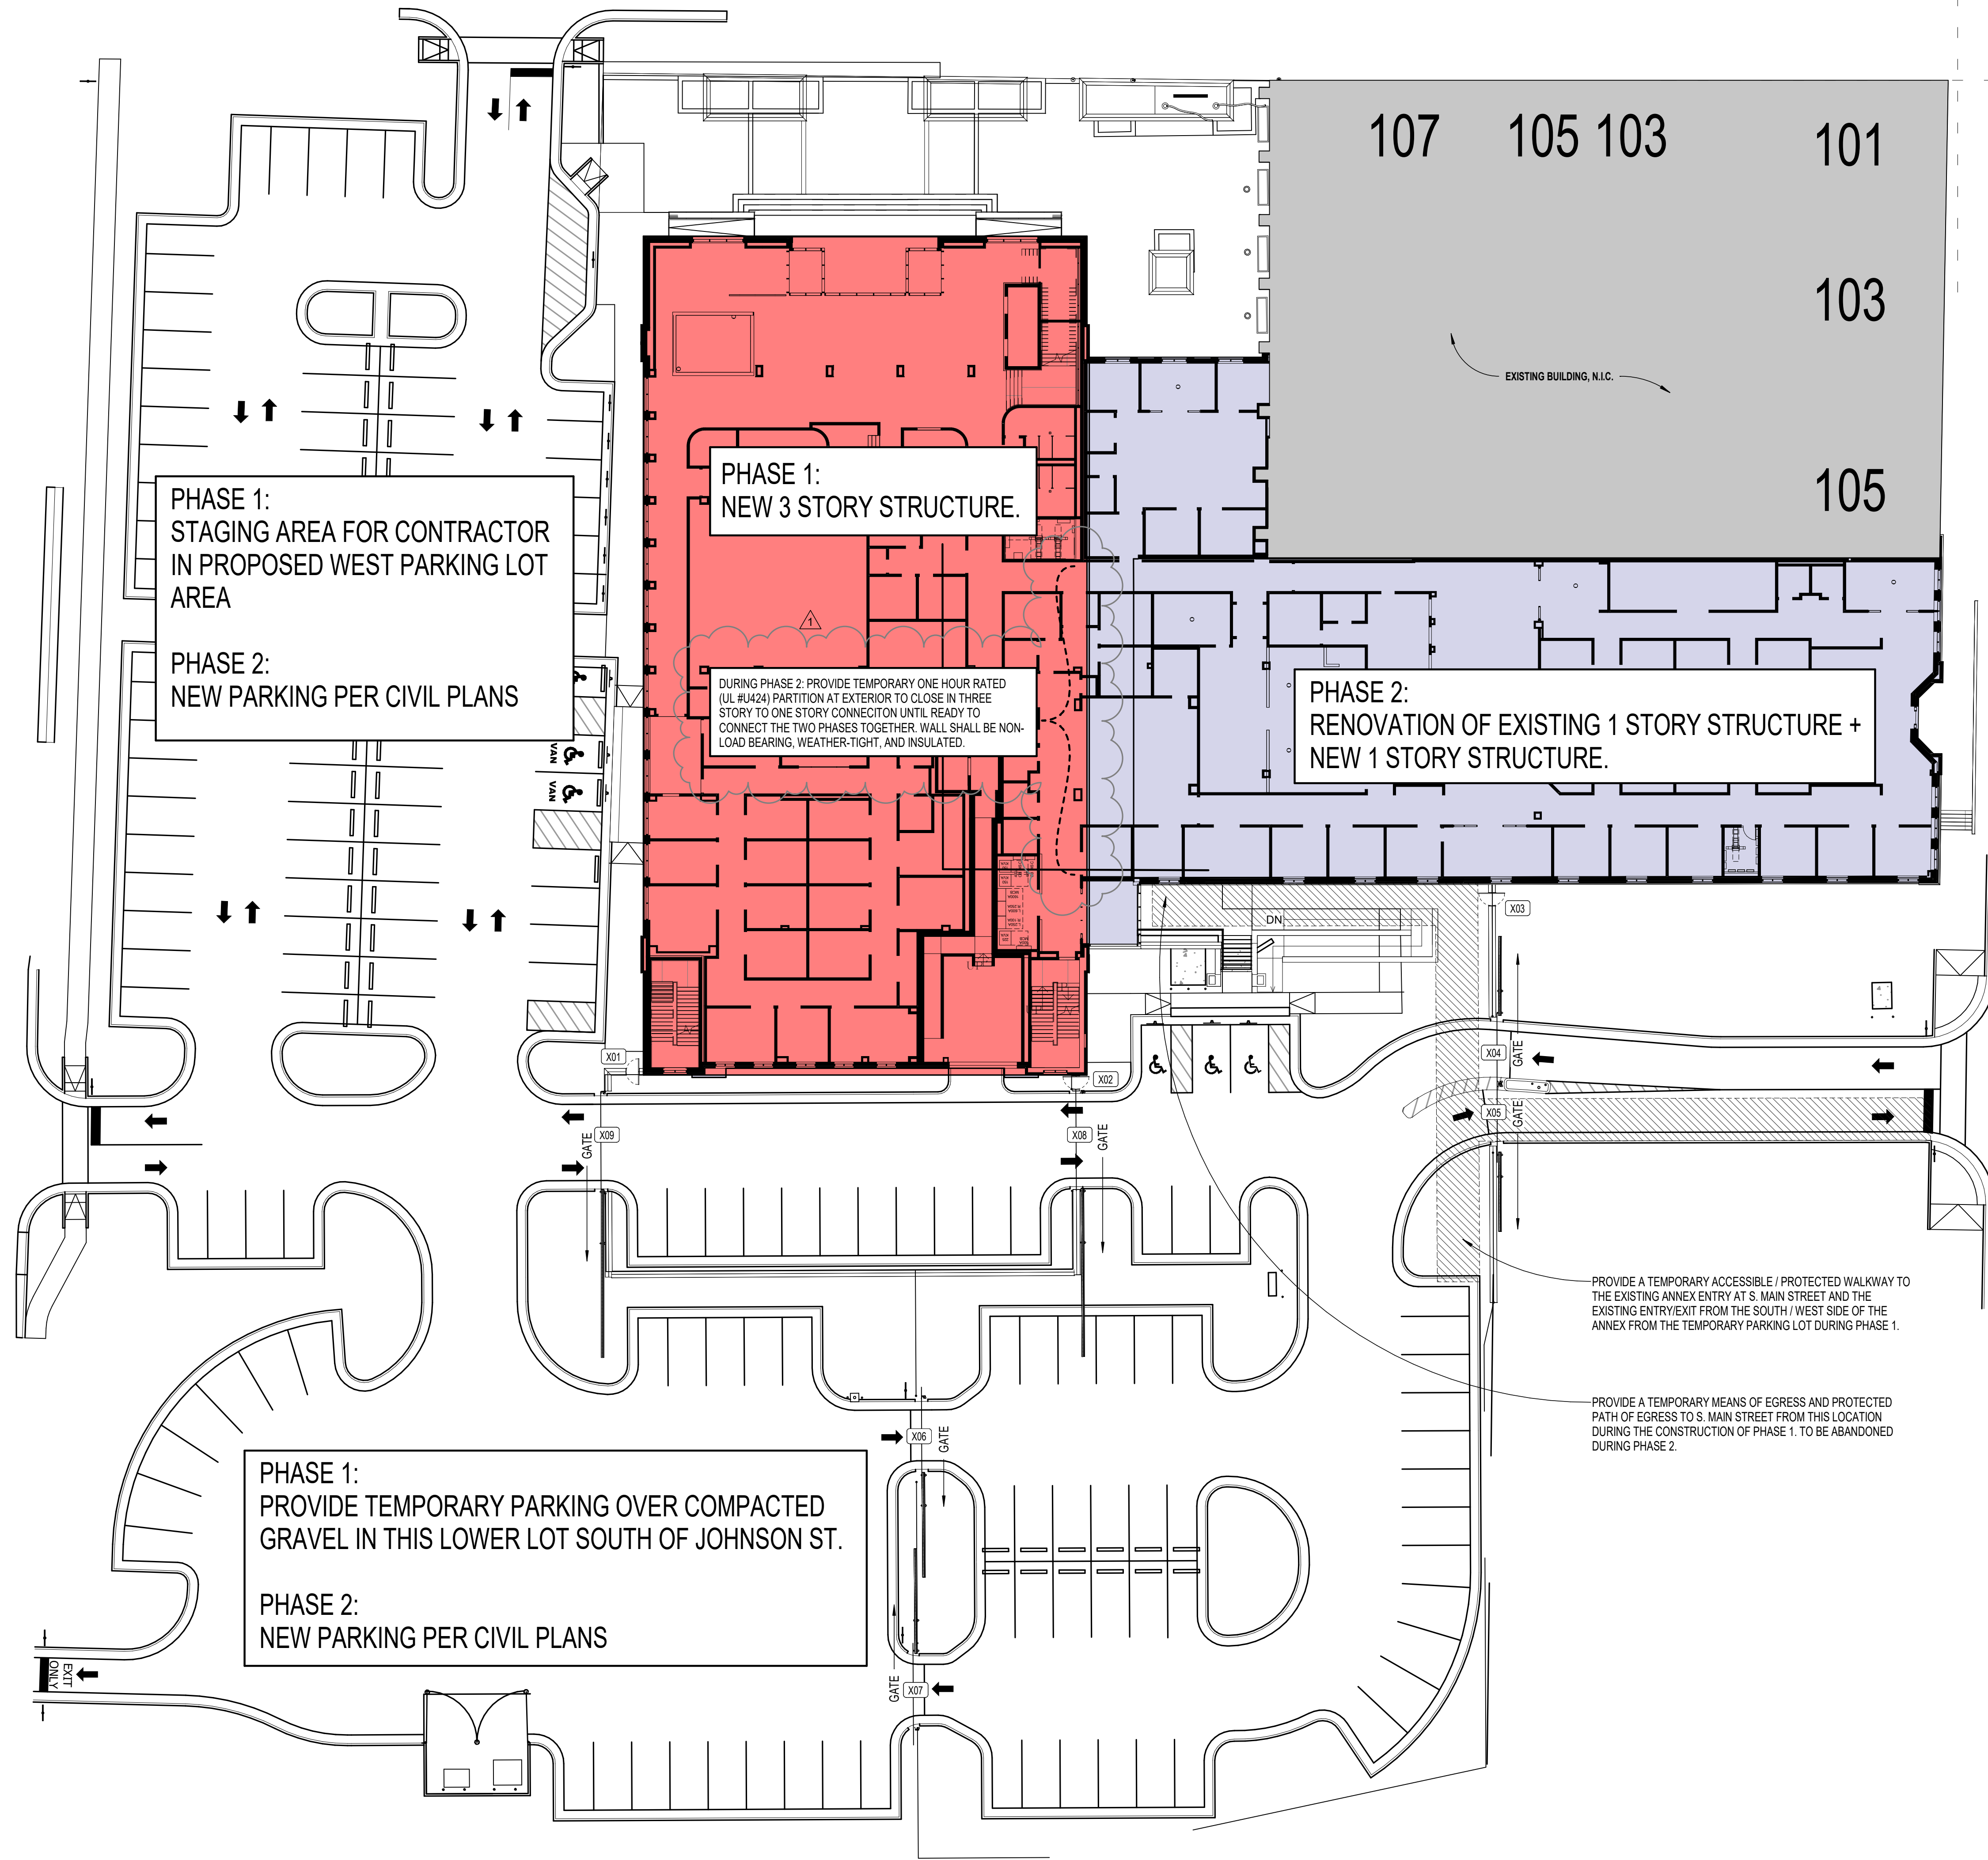 107
105
103
101
103
105
EXISTING BUILDING, N.I.C.
PHASE 1:
NEW 3 STORY STRUCTURE.
PHASE 1:
STAGING AREA FOR CONTRACTOR
IN PROPOSED WEST PARKING LOT
AREA
PHASE 2:
NEW PARKING PER CIVIL PLANS
1
DURING PHASE 2: PROVIDE TEMPORARY ONE HOUR RATED
(UL #U424) PARTITION AT EXTERIOR TO CLOSE IN THREE
STORY TO ONE STORY CONNECITON UNTIL READY TO
CONNECT THE TWO PHASES TOGETHER. WALL SHALL BE NON-
LOAD BEARING, WEATHER-TIGHT, AND INSULATED.
PHASE 2:
RENOVATION OF EXISTING 1 STORY STRUCTURE +
NEW 1 STORY STRUCTURE.
VAN
VAN
DN
X03
X01
X02
X04
GATE
X05
GATE
X09
GATE
X08
GATE
PROVIDE A TEMPORARY ACCESSIBLE / PROTECTED WALKWAY TO
THE EXISTING ANNEX ENTRY AT S. MAIN STREET AND THE
EXISTING ENTRY/EXIT FROM THE SOUTH / WEST SIDE OF THE
ANNEX FROM THE TEMPORARY PARKING LOT DURING PHASE 1.
PROVIDE A TEMPORARY MEANS OF EGRESS AND PROTECTED
PATH OF EGRESS TO S. MAIN STREET FROM THIS LOCATION
DURING THE CONSTRUCTION OF PHASE 1. TO BE ABANDONED
DURING PHASE 2.
X06
GATE
PHASE 1:
PROVIDE TEMPORARY PARKING OVER COMPACTED
GRAVEL IN THIS LOWER LOT SOUTH OF JOHNSON ST.
PHASE 2:
NEW PARKING PER CIVIL PLANS
EXIT
ONLY
X07
GATE